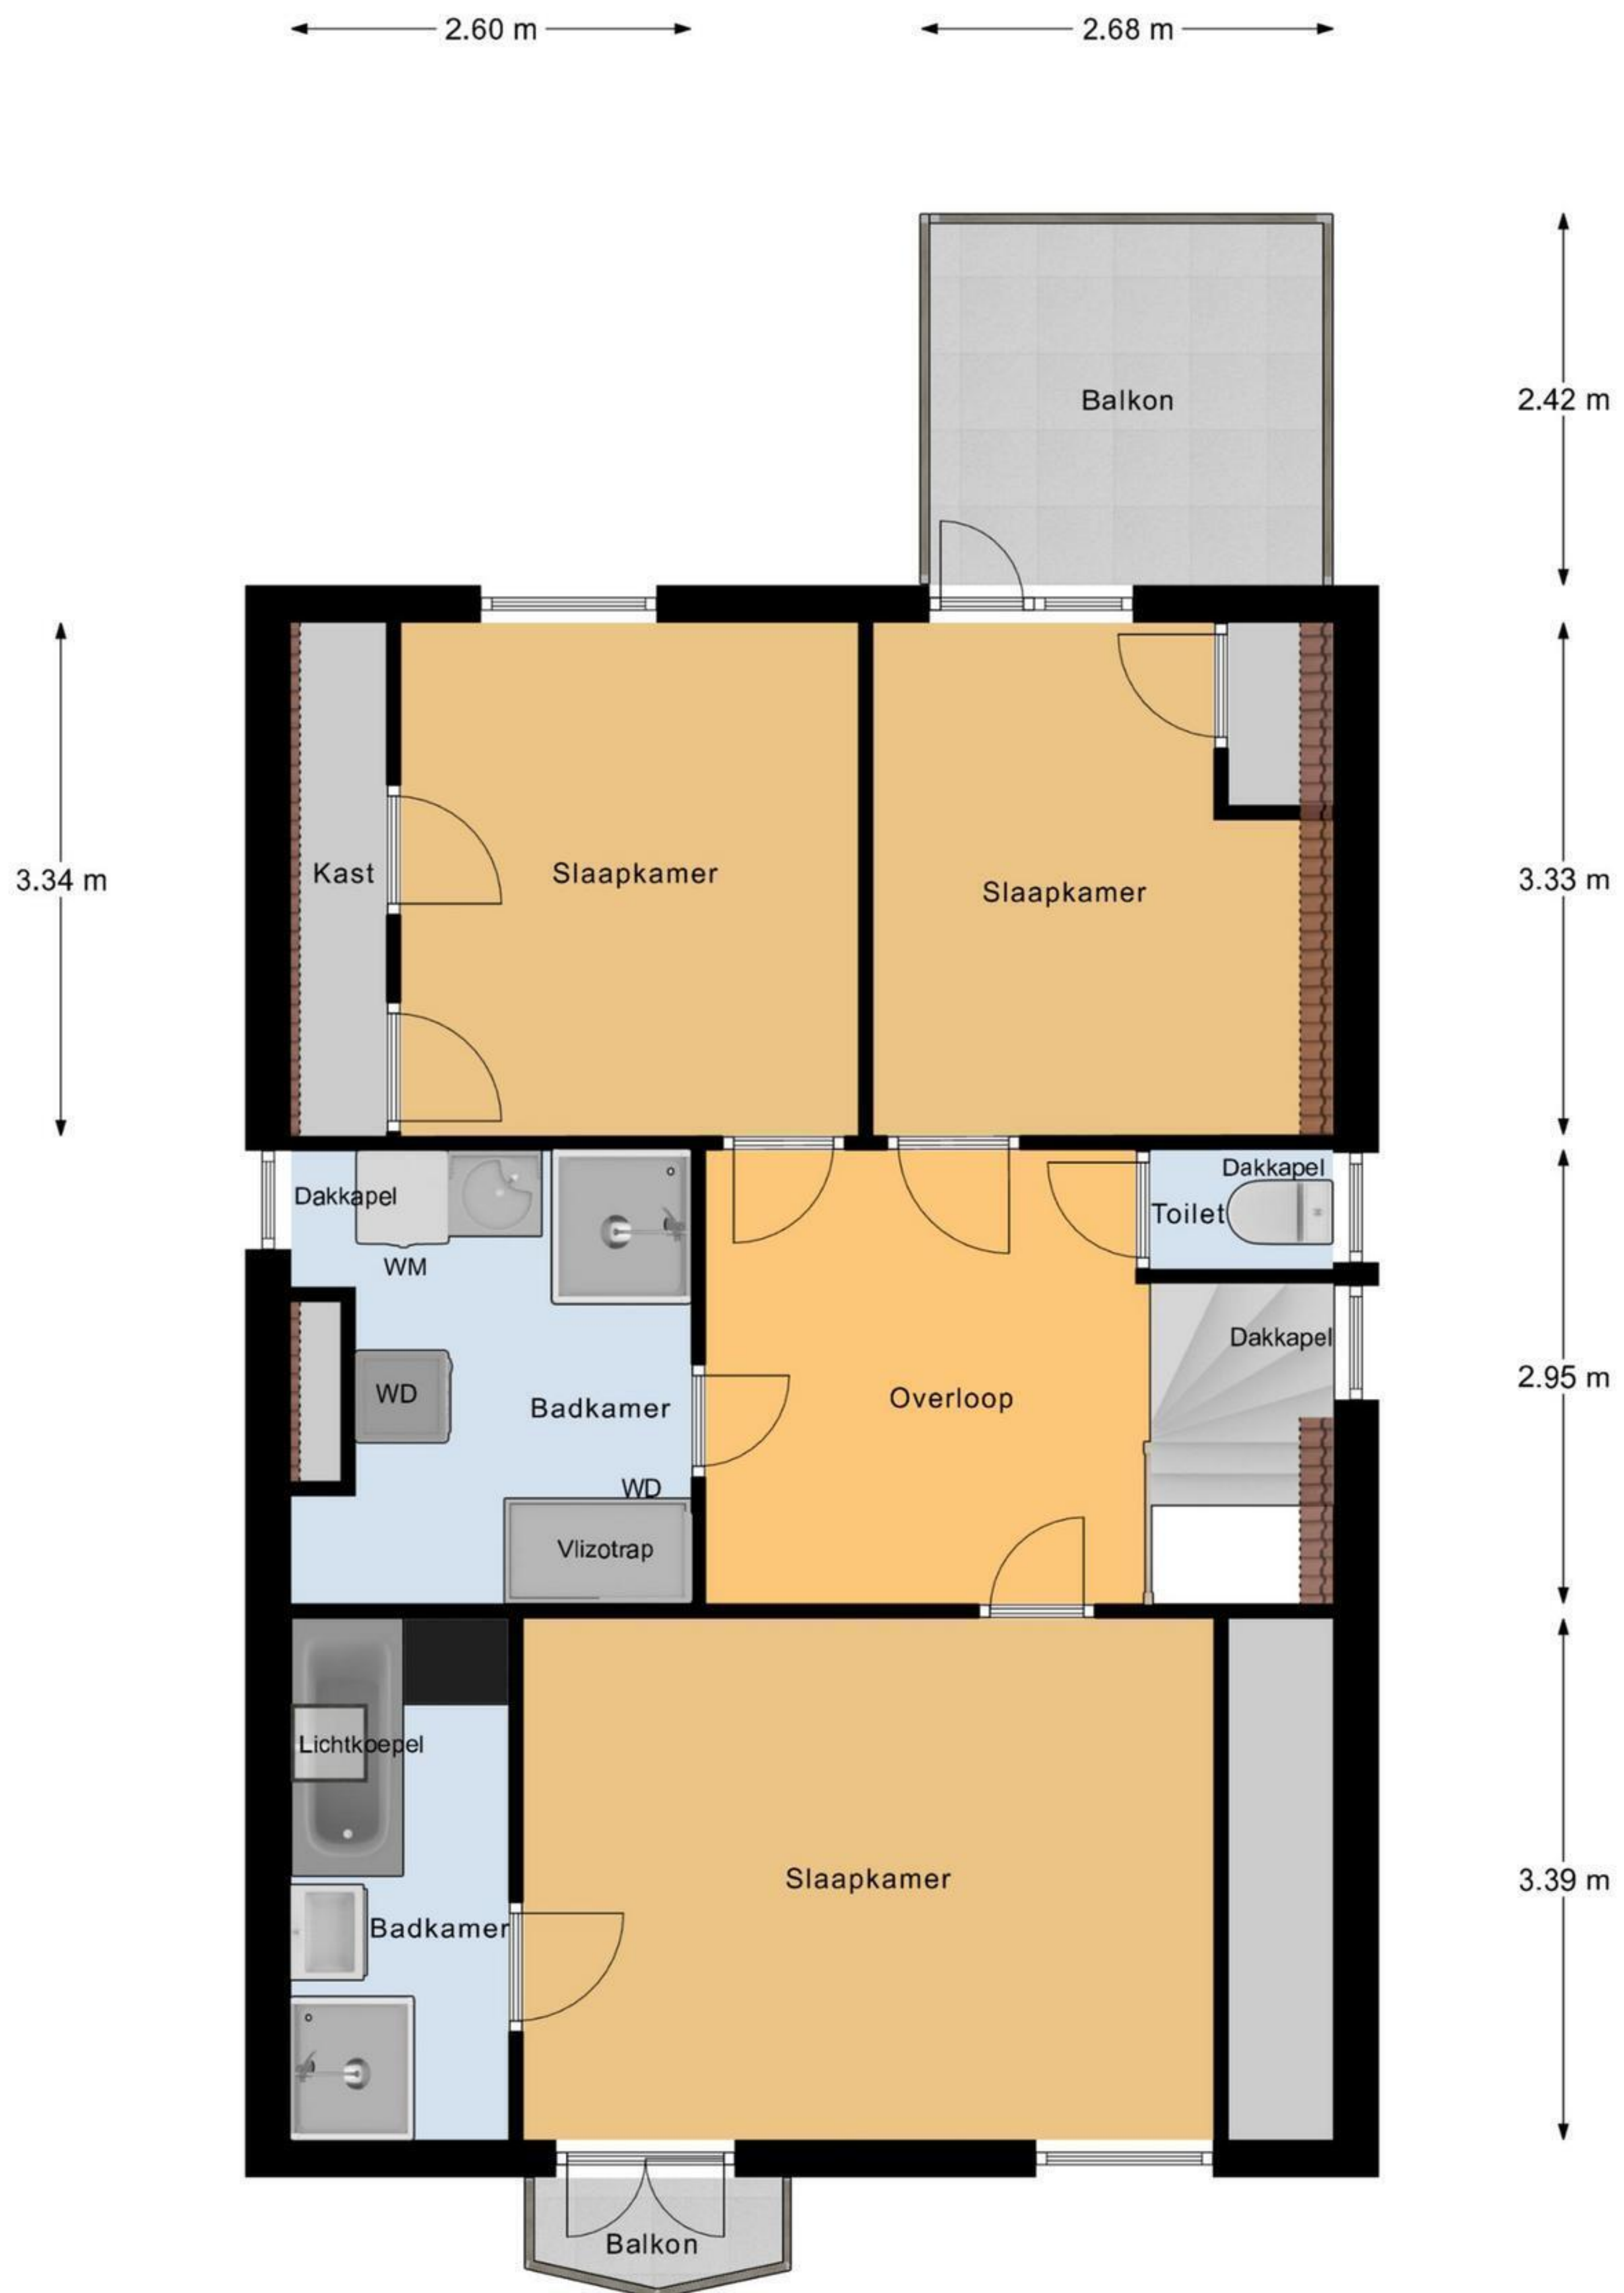 2.60 m
2.68 m
Balkon
2.42 m
Kast
Slaapkamer
Slaapkamer
3.34 m
3.33 m
Dakkapel
Dakkapel
Toilet
WM
Dakkapel
WD
Badkamer
Overloop
2.95 m
WD
Vlizotrap
Lichtkoepel
Slaapkamer
3.39 m
Badkamer
Balkon